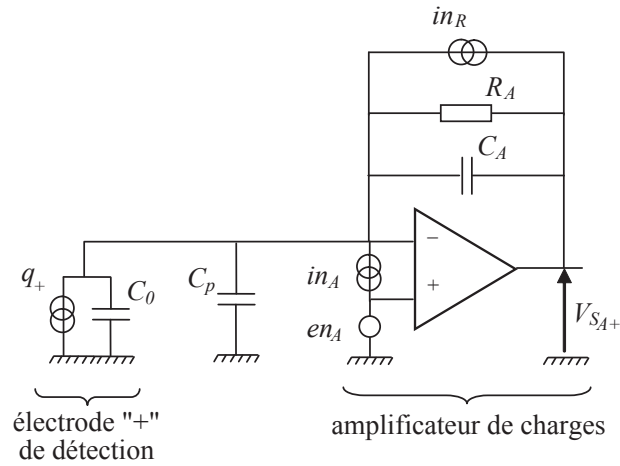 in_R
R_A
C_A
q_+
C_0
C_p
in_A
−
+
en_A
V_{S_{A+}}
électrode "+"
de détection
amplificateur de charges